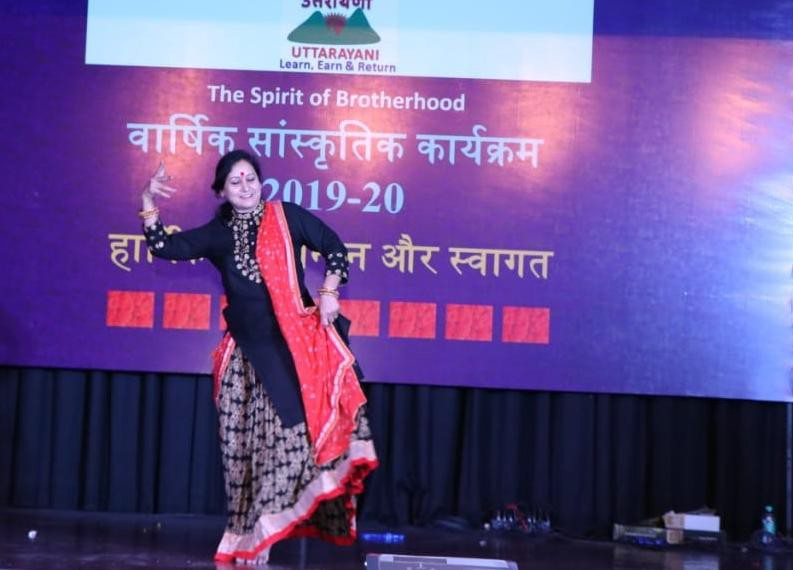 उत्तरायणी
UTTARAYANI
Learn, Earn & Return
The Spirit of Brotherhood
वार्षिक सांस्कृतिक कार्यक्रम
2019-20
और स्वागत